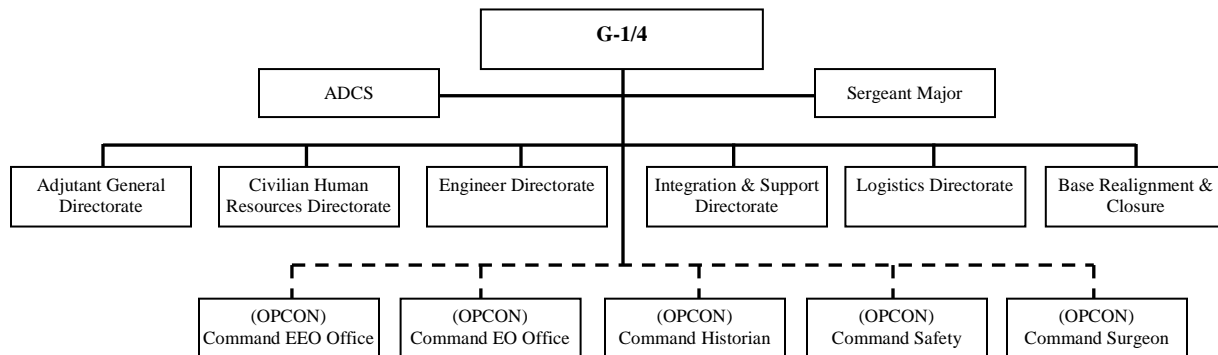 G-1/4
ADCS
Sergeant Major
Adjutant General
Directorate
Civilian Human
Resources Directorate
Engineer Directorate
Integration & Support
Directorate
Logistics Directorate
Base Realignment &
Closure
(OPCON)
Command EEO Office
(OPCON)
Command EO Office
(OPCON)
Command Historian
(OPCON)
Command Safety
(OPCON)
Command Surgeon